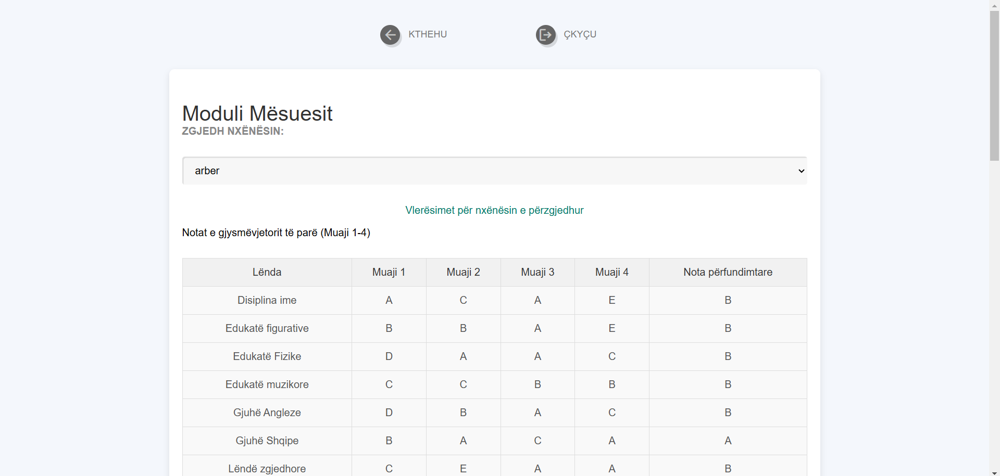 KTHEHU ÇKYÇU
Moduli Mësuesit
ZGJEDH NXËNËSIN:
arber
Vlerësimet për nxënësin e përzgjedhur
Notat e gjysmëvjetorit të parë (Muaji 1-4)
Lënda Muaji 1 Muaji 2 Muaji 3 Muaji 4 Nota përfundimtare
Disiplina ime A C A E B
Edukatë figurative B B A E B
Edukatë Fizike D A A C B
Edukatë muzikore C C B B B
Gjuhë Angleze D B A C B
Gjuhë Shqipe B A C A A
Lëndë zgjedhore C E A A B